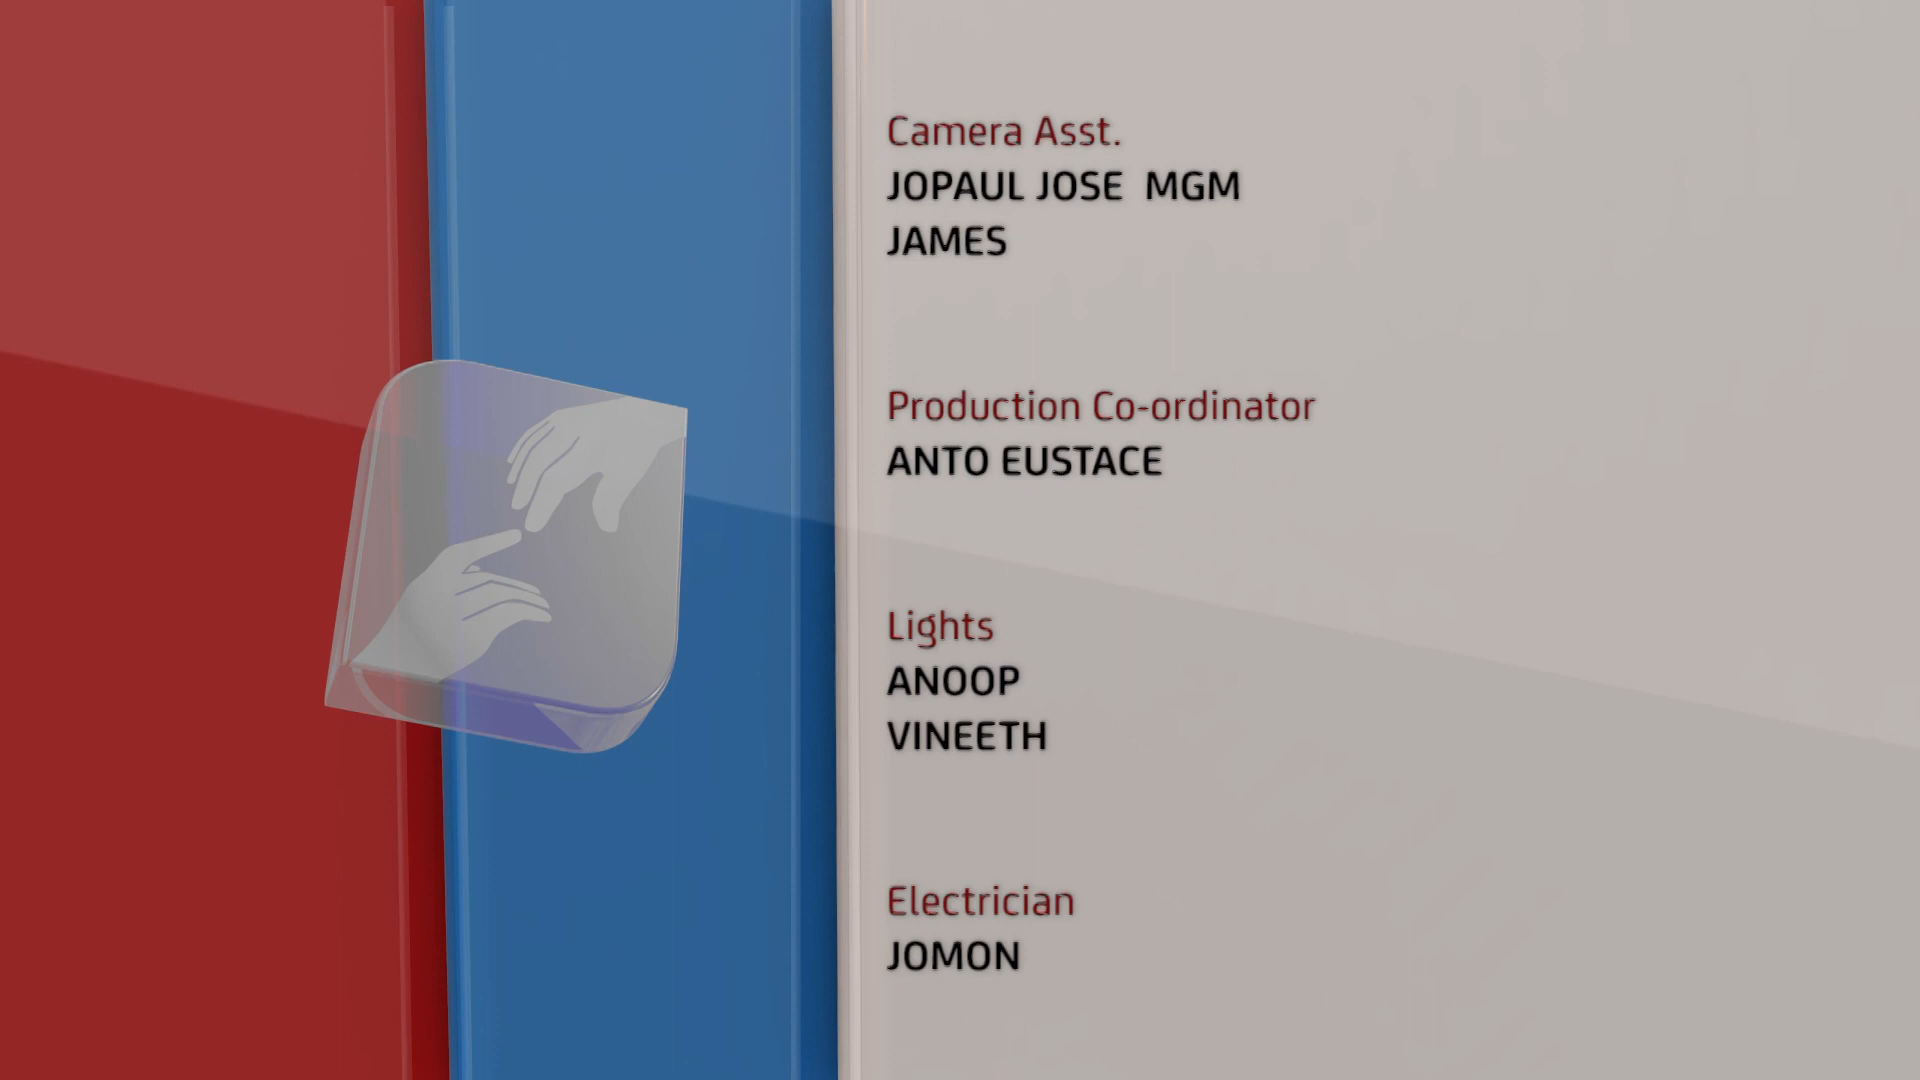 Camera Asst.
JOPAUL JOSE  MGM
JAMES
Production Co-ordinator
ANTO EUSTACE
Lights
ANOOP
VINEETH
Electrician
JOMON